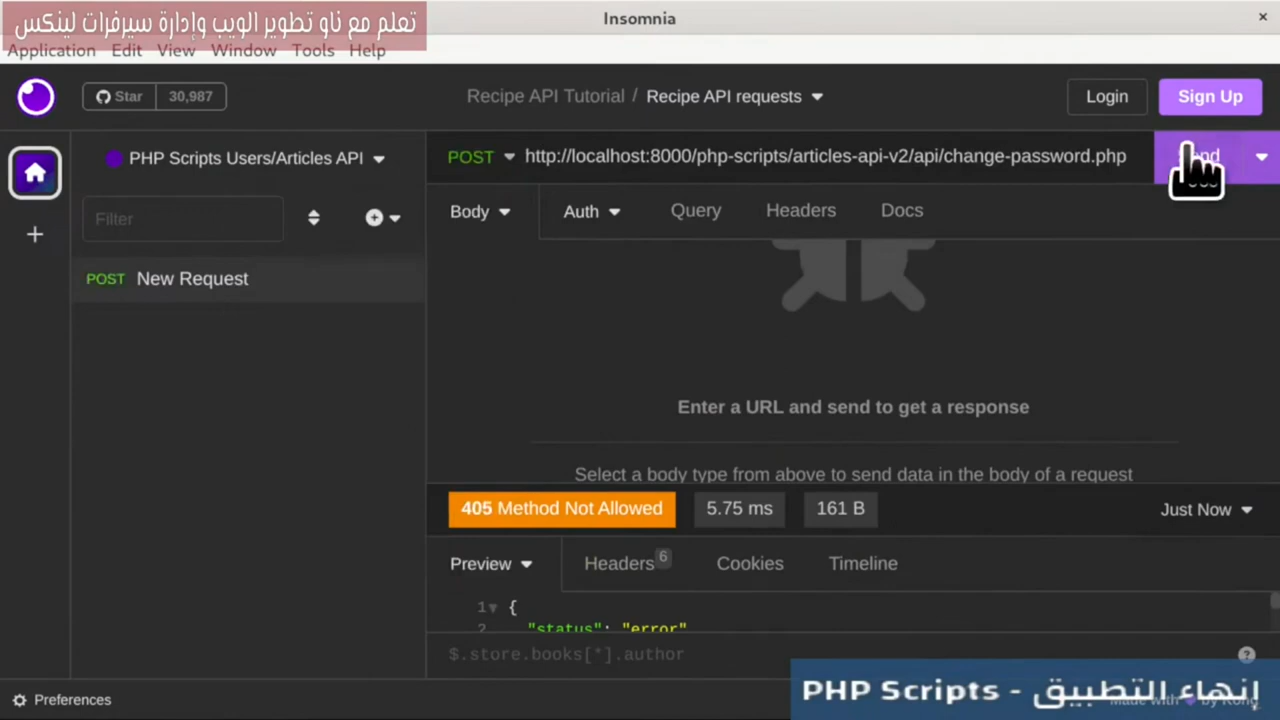 Insomnia
تعلم مع ناو تطوير الويب وإدارة سيرفرات لينكس
Application Edit View Window Tools Help
Star 30,987
Recipe API Tutorial / Recipe API requests
Login
Sign Up
PHP Scripts Users/Articles API
POST http://localhost:8000/php-scripts/articles-api-v2/api/change-password.php
Filter
Body Auth Query Headers Docs
POST New Request
Enter a URL and send to get a response
Select a body type from above to send data in the body of a request
405 Method Not Allowed 5.75 ms 161 B Just Now
Preview Headers 6 Cookies Timeline
1 {
2 "status": "error"
$.store.books[*].author
Preferences
إنهاء التطبيق - PHP Scripts
Made with by Kong